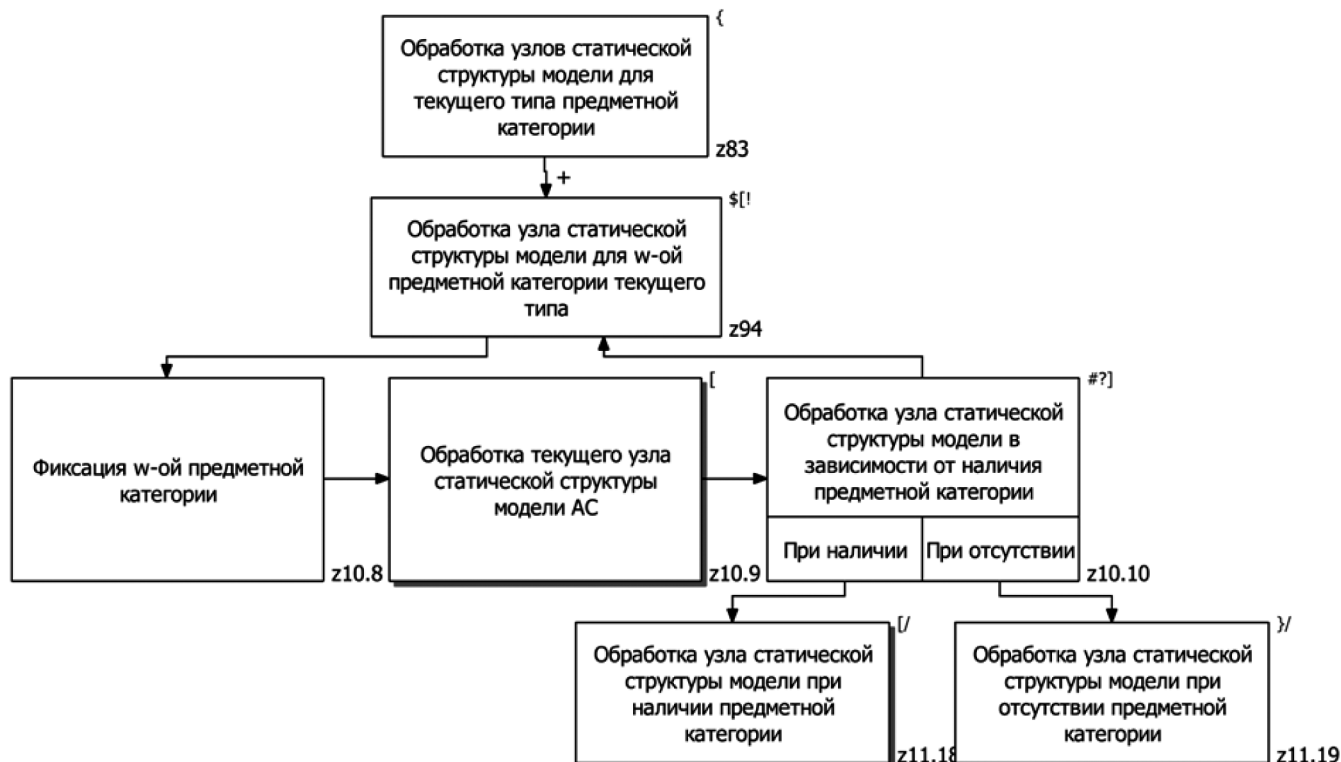 {
Обработка узлов статической
структуры модели для
текущего типа предметной
категории
z83
+
$[!
Обработка узла статической
структуры модели для w-ой
предметной категории текущего
типа
z94
Фиксация w-ой предметной
категории
z10.8
[
Обработка текущего узла
статической структуры
модели АС
z10.9
#?]
Обработка узла статической
структуры модели в
зависимости от наличия
предметной категории
При наличии
При отсутствии
z10.10
[/
Обработка узла статической
структуры модели при
наличии предметной
категории
z11.18
}/
Обработка узла статической
структуры модели при
отсутствии предметной
категории
z11.19